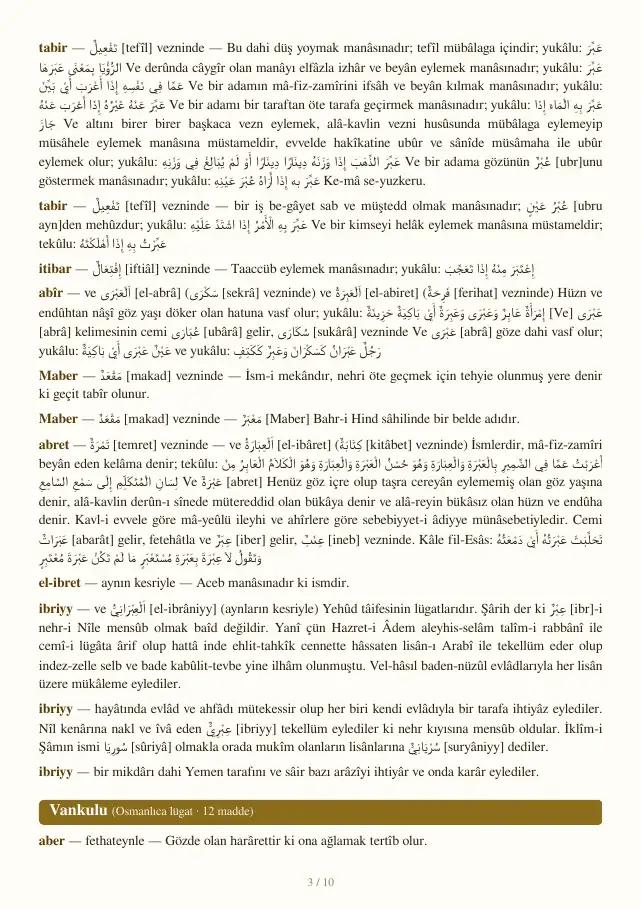 tabir — تَفْعِيلٌ [tefîl] vezninde — Bu dahi düş yoymak manâsınadır; tefîl mübâlaga içindir; yukâlu: عَبَّرَ
الرُّؤْيَا بِمَعْنَى عَبَرَهَا Ve derûnda câygîr olan manâyı elfâzla izhâr ve beyân eylemek manâsınadır; yukâlu: عَبَّرَ
عَمَّا فِي نَفْسِهِ إِذَا أَعْرَبَ أَيْ بَيَّنَ Ve bir adamın mâ-fiz-zamîrini ifsâh ve beyân kılmak manâsınadır; yukâlu:
عَبَّرَ عَنْهُ غَيْرُهُ إِذَا أَعْرَبَ عَنْهُ Ve bir adamı bir taraftan öte tarafa geçirmek manâsınadır; yukâlu: عَبَّرَ بِهِ الْمَاءَ إِذَا
جَازَ Ve altını birer birer başkaca vezn eylemek, alâ-kavlin vezni husûsunda mübâlaga eylemeyip
müsâhele eylemek manâsına müstameldir, evvelde hakîkatine ubûr ve sânîde müsâmaha ile ubûr
eylemek olur; yukâlu: عَبَّرَ الذَّهَبَ إِذَا وَزَنَهُ دِينَارًا دِينَارًا أَوْ لَمْ يُبَالِغْ فِي وَزْنِهِ Ve bir adama gözünün عُبْرٌ [ubr]unu
göstermek manâsınadır; yukâlu: عَبَّرَ به إِذَا أَرَاهُ عُبْرَ عَيْنِهِ Ke-mâ se-yuzkeru.
tabir — تَفْعِيلٌ [tefîl] vezninde — bir iş be-gâyet sab ve müştedd olmak manâsınadır; عُبْرُ عَيْنٍ [ubru
ayn]den mehûzdur; yukâlu: عَبَّرَ بِهِ الْأَمْرُ إِذَا اشْتَدَّ عَلَيْهِ Ve bir kimseyi helâk eylemek manâsına müstameldir;
tekûlu: عَبَّرْتُ بِهِ إِذَا أَهْلَكْتَهُ
itibar — اِفْتِعَالٌ [iftiâl] vezninde — Taaccüb eylemek manâsınadır; yukâlu: إِعْتَبَرَ مِنْهُ إِذَا تَعَجَّبَ
abîr — ve اَلْعَبْرَى [el-abrâ] (سَكْرَى [sekrâ] vezninde) ve اَلْعَبِرَةُ [el-abiret] (فَرِحَةٌ [ferihat] vezninde) Hüzn ve
endûhtan nâşî göz yaşı döker olan hatuna vasf olur; yukâlu: إِمْرَأَةٌ عَابِرٌ وَعَبْرَى وَعَبِرَةٌ أَيْ بَاكِيَةٌ حَزِينَةٌ [Ve] عَبْرَى
[abrâ] kelimesinin cemi عُبَارَى [ubârâ] gelir, سُكَارَى [sukârâ] vezninde Ve عَبْرَى [abrâ] göze dahi vasf olur;
yukâlu: عَيْنٌ عَبْرَى أَيْ بَاكِيَةٌ ve yukâlu: رَجُلٌ عَبْرَانُ كَسَكْرَانَ وَعَبِرٌ كَكَتِفٍ
Maber — مَقْعَدٌ [makad] vezninde — İsm-i mekândır, nehri öte geçmek için tehyie olunmuş yere denir
ki geçit tabîr olunur.
Maber — مَقْعَدٌ [makad] vezninde — مَعْبَرٌ [Maber] Bahr-i Hind sâhilinde bir belde adıdır.
abret — تَمْرَةٌ [temret] vezninde — ve اَلْعِبَارَةُ [el-ibâret] (كِتَابَةٌ [kitâbet] vezninde) İsmlerdir, mâ-fiz-zamîri
beyân eden kelâma denir; tekûlu: أَعْرَبْتُ عَمَّا فِي الضَّمِيرِ بِالْعَبْرَةِ وَالْعِبَارَةِ وَهُوَ حُسْنُ الْعَبْرَةِ وَالْعِبَارَةِ وَهُوَ الْكَلاَمُ الْعَابِرُ مِنْ
لِسَانِ الْمُتَكَلِّمِ إِلَى سَمْعِ السَّامِعِ Ve عَبْرَةٌ [abret] Henüz göz içre olup taşra cereyân eylememiş olan göz yaşına
denir, alâ-kavlin derûn-ı sînede mütereddid olan bükâya denir ve alâ-reyin bükâsız olan hüzn ve endûha
denir. Kavl-i evvele göre mâ-yeûlü ileyhi ve ahîrlere göre sebebiyyet-i âdiyye münâsebetiyledir. Cemi
عَبَرَاتٌ [abarât] gelir, fetehâtla ve عِبَرٌ [iber] gelir, عِنَبٌ [ineb] vezninde. Kâle fil-Esâs: تَحَلَّبَتْ عَبْرَتُهُ أَيْ دَمْعَتُهُ
وَتَقُولُ لاَ عِبْرَةَ بِعَبْرَةِ مُسْتَعْبِرٍ مَا لَمْ تَكُنْ عَبْرَةَ مُعْتَبِرٍ
el-ibret — aynın kesriyle — Aceb manâsınadır ki ismdir.
ibriyy — ve اَلْعِبْرَانِيُّ [el-ibrâniyy] (aynların kesriyle) Yehûd tâifesinin lügatlarıdır. Şârih der ki عِبْرٌ [ibr]-i
nehr-i Nîle mensûb olmak baîd değildir. Yanî çün Hazret-i Âdem aleyhis-selâm talîm-i rabbânî ile
cemî-i lügâta ârif olup hattâ inde ehlit-tahkîk cennette hâssaten lisân-ı Arabî ile tekellüm eder olup
indez-zelle selb ve bade kabûlit-tevbe yine ilhâm olunmuştu. Vel-hâsıl baden-nüzûl evlâdlarıyla her lisân
üzere mükâleme eylediler.
ibriyy — hayâtında evlâd ve ahfâdı mütekessir olup her biri kendi evlâdıyla bir tarafa ihtiyâz eylediler.
Nîl kenârına nakl ve îvâ eden عِبْرِيٌّ [ibriyy] tekellüm eylediler ki nehr kıyısına mensûb oldular. İklîm-i
Şâmın ismi سُورِيَا [sûriyâ] olmakla orada mukîm olanların lisânlarına سُرْيَانِيٌّ [suryâniyy] dediler.
ibriyy — bir mikdârı dahi Yemen tarafını ve sâir bazı arâzîyi ihtiyâr ve onda karâr eylediler.
Vankulu (Osmanlıca lügat · 12 madde)
aber — fethateynle — Gözde olan harârettir ki ona ağlamak tertîb olur.
3 / 10